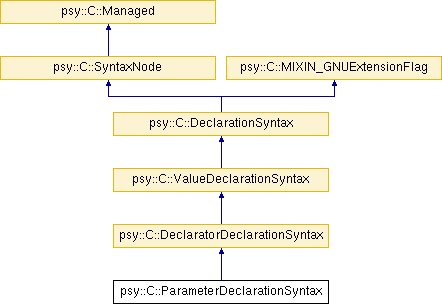 psy::C::Managed
psy::C::SyntaxNode
psy::C::MIXIN_GNUExtensionFlag
psy::C::DeclarationSyntax
psy::C::ValueDeclarationSyntax
psy::C::DeclaratorDeclarationSyntax
psy::C::ParameterDeclarationSyntax